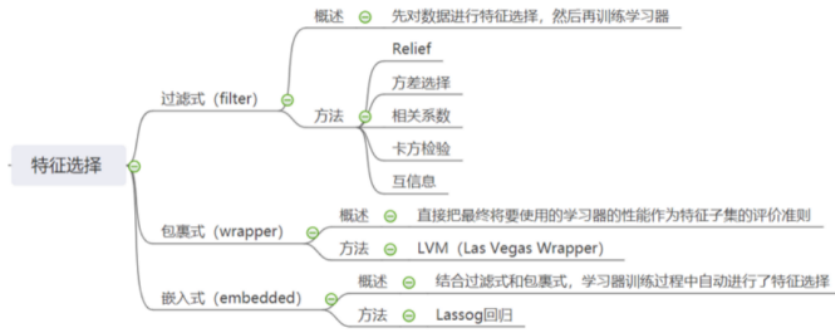 概述
先对数据进行特征选择，然后再训练学习器
Relief
方差选择
过滤式（filter）
方法
相关系数
卡方检验
互信息
特征选择
概述
直接把最终将要使用的学习器的性能作为特征子集的评价准则
包裹式（wrapper）
方法
LVM（Las Vegas Wrapper）
概述
结合过滤式和包裹式，学习器训练过程中自动进行了特征选择
嵌入式（embedded）
方法
Lassog回归